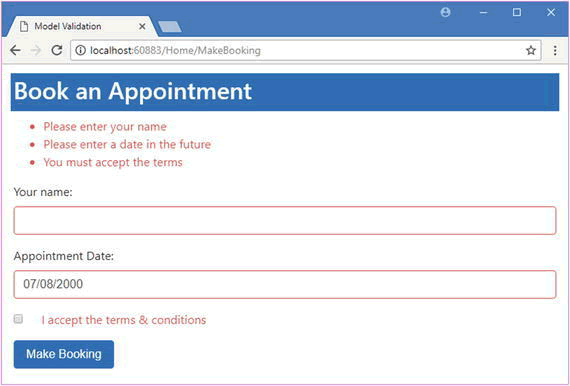 Model Validation
localhost:60883/Home/MakeBooking
Book an Appointment
Please enter your name
Please enter a date in the future
You must accept the terms
Your name:
Appointment Date:
07/08/2000
I accept the terms & conditions
Make Booking